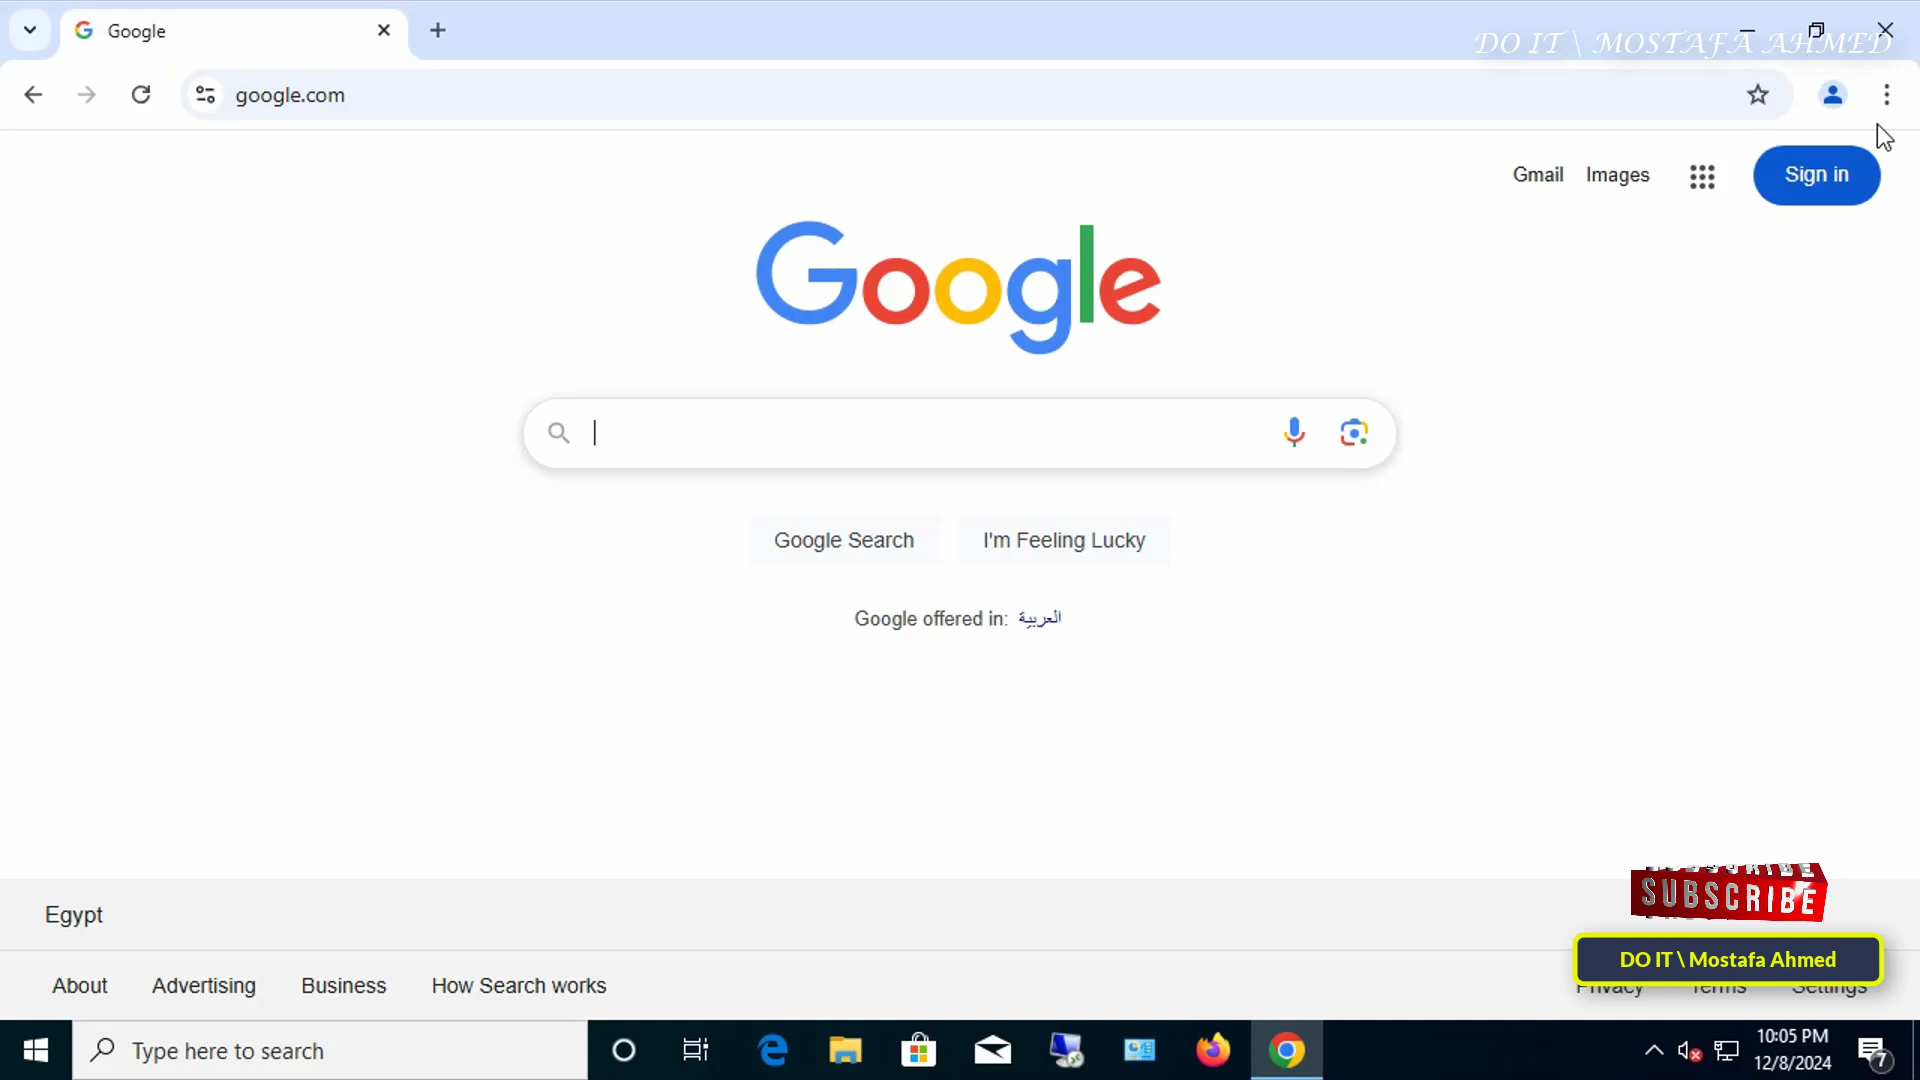 Google
DO IT \ MOSTAFA AHMED
google.com
Gmail
Images
Sign in
Google
Google Search
I'm Feeling Lucky
Google offered in: العربية
Egypt
SUBSCRIBE
DO IT \ Mostafa Ahmed
About
Advertising
Business
How Search works
Privacy
Terms
Settings
Type here to search
10:05 PM
12/8/2024
7